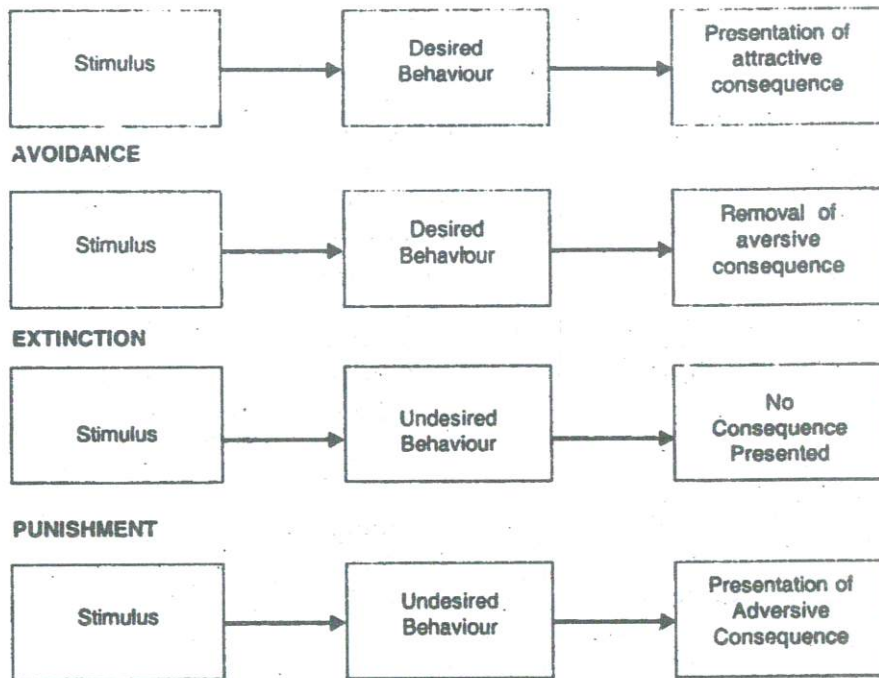 Stimulus
Desired
Behaviour
Presentation of
attractive
consequence
AVOIDANCE
Stimulus
Desired
Behaviour
Removal of
aversive
consequence
EXTINCTION
Stimulus
Undesired
Behaviour
No
Consequence
Presented
PUNISHMENT
Stimulus
Undesired
Behaviour
Presentation of
Adversive
Consequence